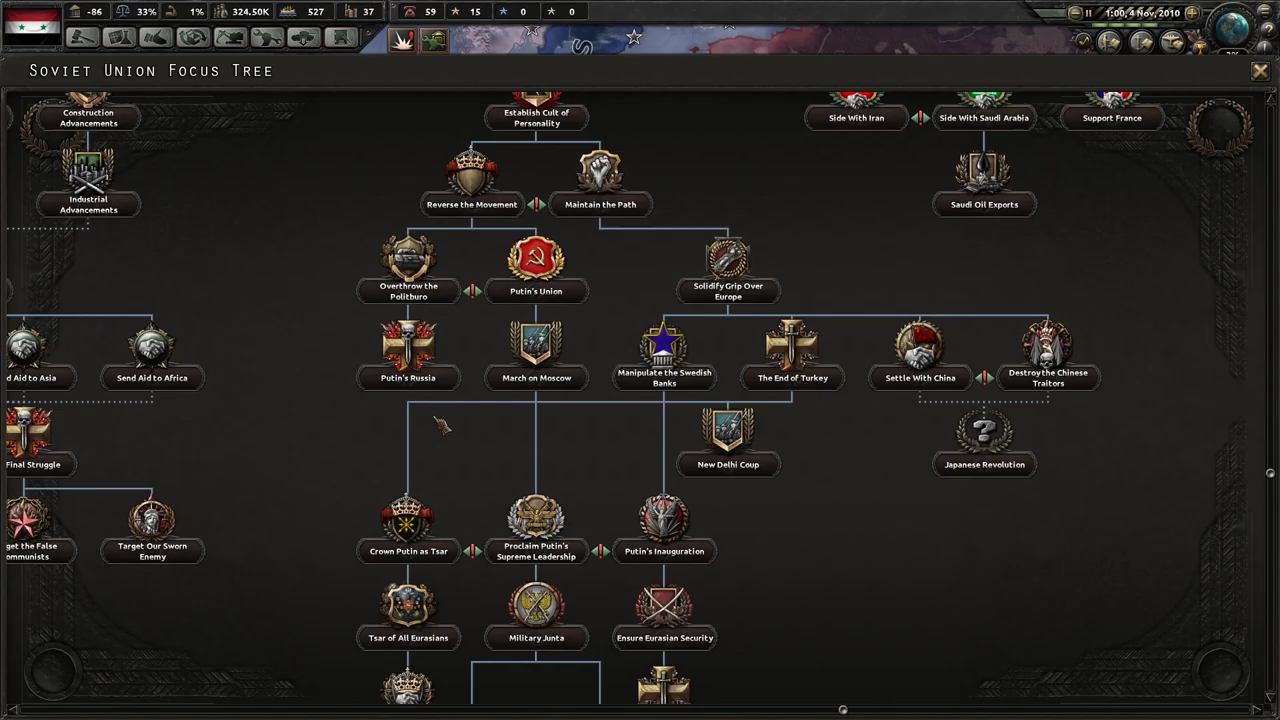 -86 33% 1% 324.50K 527 37 59 15 0 0 1:00, 4 Nov, 2010
SOVIET UNION FOCUS TREE
Construction
Advancements
Establish Cult of
Personality
Side With Iran
Side With Saudi Arabia
Support France
Industrial
Advancements
Reverse the Movement
Maintain the Path
Saudi Oil Exports
Overthrow the
Politburo
Putin's Union
Solidify Grip Over
Europe
d Aid to Asia
Send Aid to Africa
Putin's Russia
March on Moscow
Manipulate the Swedish
Banks
The End of Turkey
Settle With China
Destroy the Chinese
Traitors
Final Struggle
New Delhi Coup
Japanese Revolution
get the False
ommunists
Target Our Sworn
Enemy
Crown Putin as Tsar
Proclaim Putin's
Supreme Leadership
Putin's Inauguration
Tsar of All Eurasians
Military Junta
Ensure Eurasian Security